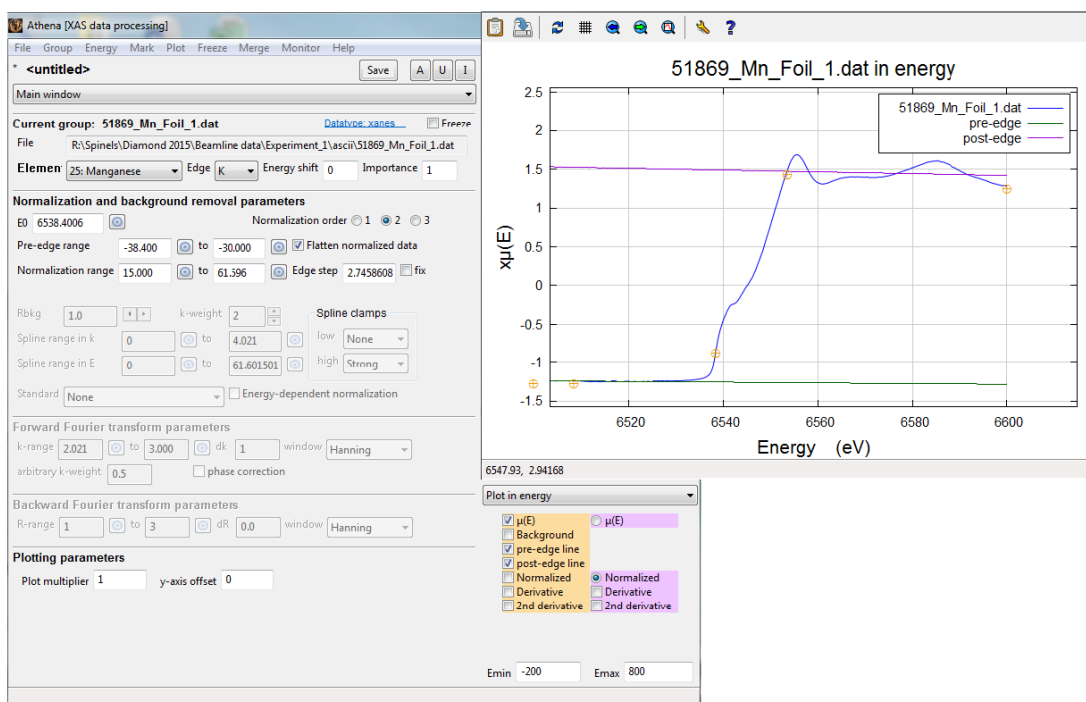 Athena [XAS data processing]
File Group Energy Mark Plot Freeze Merge Monitor Help
* <untitled> Save A U I
Main window
Current group: 51869_Mn_Foil_1.dat Datatype: xanes Freeze
File R:\Spinels\Diamond 2015\Beamline data\Experiment_1\ascii\51869_Mn_Foil_1.dat
Elemen 25: Manganese Edge K Energy shift 0 Importance 1
Normalization and background removal parameters
E0 6538.4006 Normalization order 1 2 3
Pre-edge range -38.400 to -30.000 Flatten normalized data
Normalization range 15.000 to 61.596 Edge step 2.7458608 fix
Rbkg 1.0 k-weight 2 Spline clamps
Spline range in k 0 to 4.021 low None
Spline range in E 0 to 61.601501 high Strong
Standard None Energy-dependent normalization
Forward Fourier transform parameters
k-range 2.021 to 3.000 dk 1 window Hanning
arbitrary k-weight 0.5 phase correction
Backward Fourier transform parameters
R-range 1 to 3 dR 0.0 window Hanning
Plotting parameters
Plot multiplier 1 y-axis offset 0
?
51869_Mn_Foil_1.dat in energy
51869_Mn_Foil_1.dat
pre-edge
post-edge
2.5
2
1.5
1
0.5
0
-0.5
-1
-1.5
xμ(E)
6520 6540 6560 6580 6600
Energy (eV)
6547.93, 2.94168
Plot in energy
μ(E) μ(E)
Background
pre-edge line
post-edge line
Normalized Normalized
Derivative Derivative
2nd derivative 2nd derivative
Emin -200 Emax 800